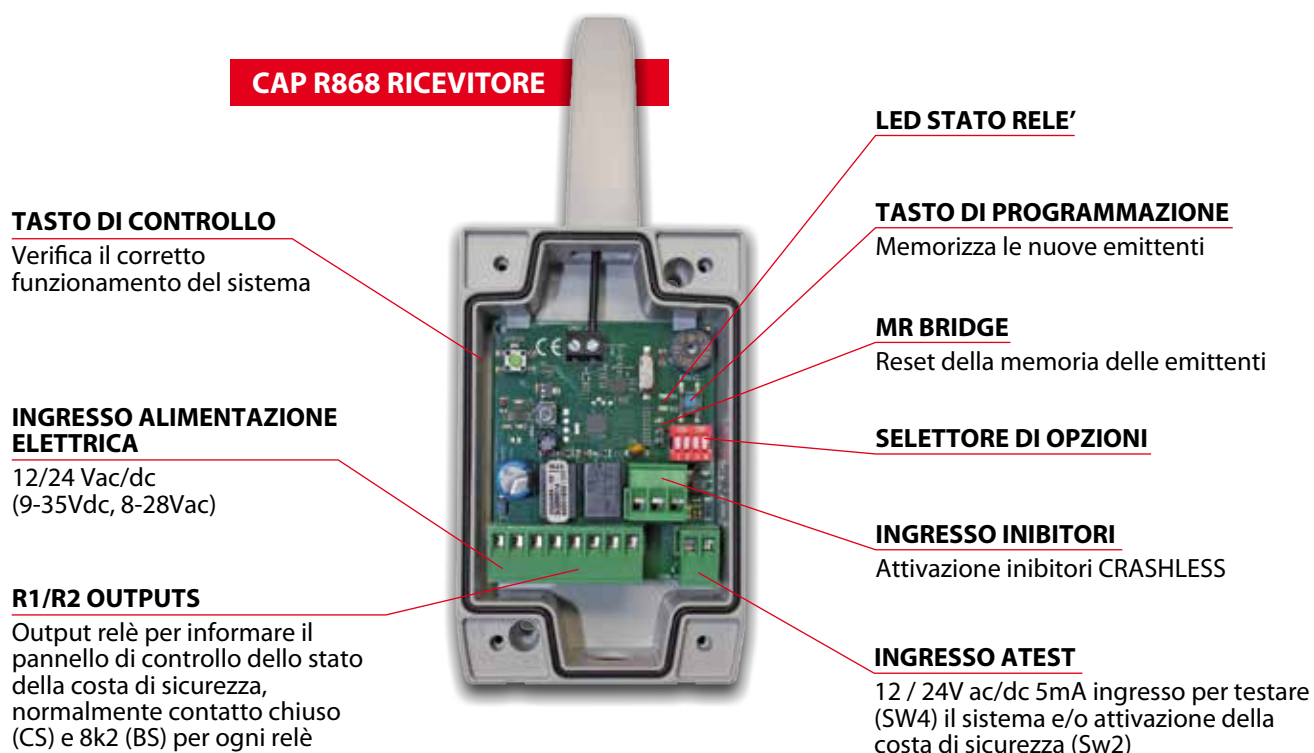 CAP R868 RICEVITORE
TASTO DI CONTROLLO
Verifica il corretto
funzionamento del sistema
INGRESSO ALIMENTAZIONE
ELETTRICA
12/24 Vac/dc
(9-35Vdc, 8-28Vac)
R1/R2 OUTPUTS
Output relè per informare il
pannello di controllo dello stato
della costa di sicurezza,
normalmente contatto chiuso
(CS) e 8k2 (BS) per ogni relè
LED STATO RELE’
TASTO DI PROGRAMMAZIONE
Memorizza le nuove emittenti
MR BRIDGE
Reset della memoria delle emittenti
SELETTORE DI OPZIONI
INGRESSO INIBITORI
Attivazione inibitori CRASHLESS
INGRESSO ATEST
12 / 24V ac/dc 5mA ingresso per testare
(SW4) il sistema e/o attivazione della
costa di sicurezza (Sw2)
CE